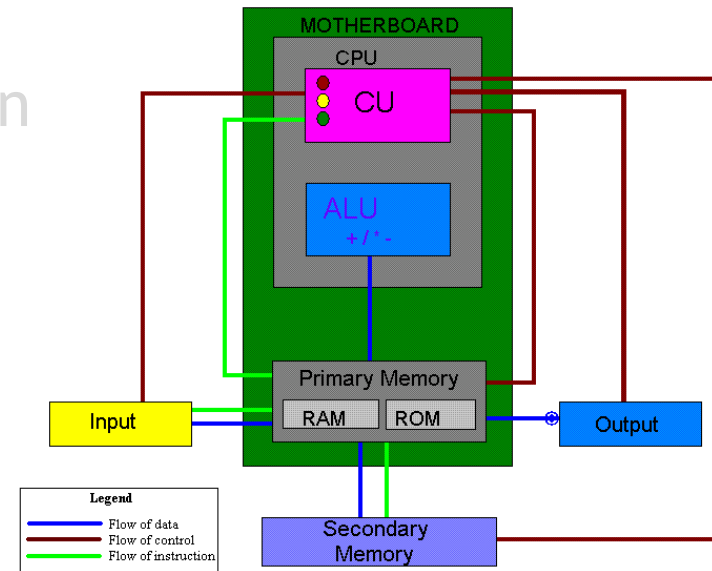 n
MOTHERBOARD
CPU
CU
ALU
+ / * -
Primary Memory
RAM
ROM
Input
Output
Secondary
Memory
Legend
Flow of data
Flow of control
Flow of instruction